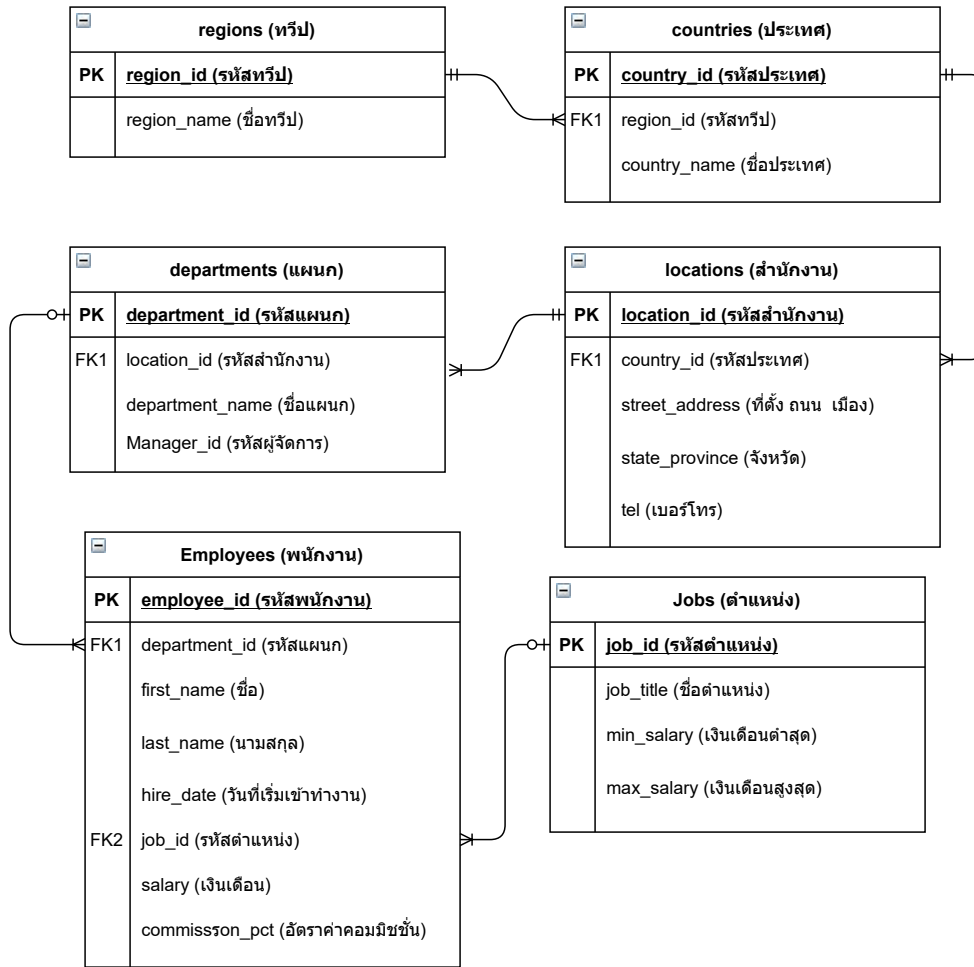 regions (ทวีป)
PK region_id (รหัสทวีป)
region_name (ชื่อทวีป)
countries (ประเทศ)
PK country_id (รหัสประเทศ)
FK1 region_id (รหัสทวีป)
country_name (ชื่อประเทศ)
departments (แผนก)
PK department_id (รหัสแผนก)
FK1 location_id (รหัสสำนักงาน)
department_name (ชื่อแผนก)
Manager_id (รหัสผู้จัดการ)
locations (สำนักงาน)
PK location_id (รหัสสำนักงาน)
FK1 country_id (รหัสประเทศ)
street_address (ที่ตั้ง ถนน เมือง)
state_province (จังหวัด)
tel (เบอร์โทร)
Employees (พนักงาน)
PK employee_id (รหัสพนักงาน)
FK1 department_id (รหัสแผนก)
first_name (ชื่อ)
last_name (นามสกุล)
hire_date (วันที่เริ่มเข้าทำงาน)
FK2 job_id (รหัสตำแหน่ง)
salary (เงินเดือน)
commissรon_pct (อัตราค่าคอมมิชชั่น)
Jobs (ตำแหน่ง)
PK job_id (รหัสตำแหน่ง)
job_title (ชื่อตำแหน่ง)
min_salary (เงินเดือนต่ำสุด)
max_salary (เงินเดือนสูงสุด)